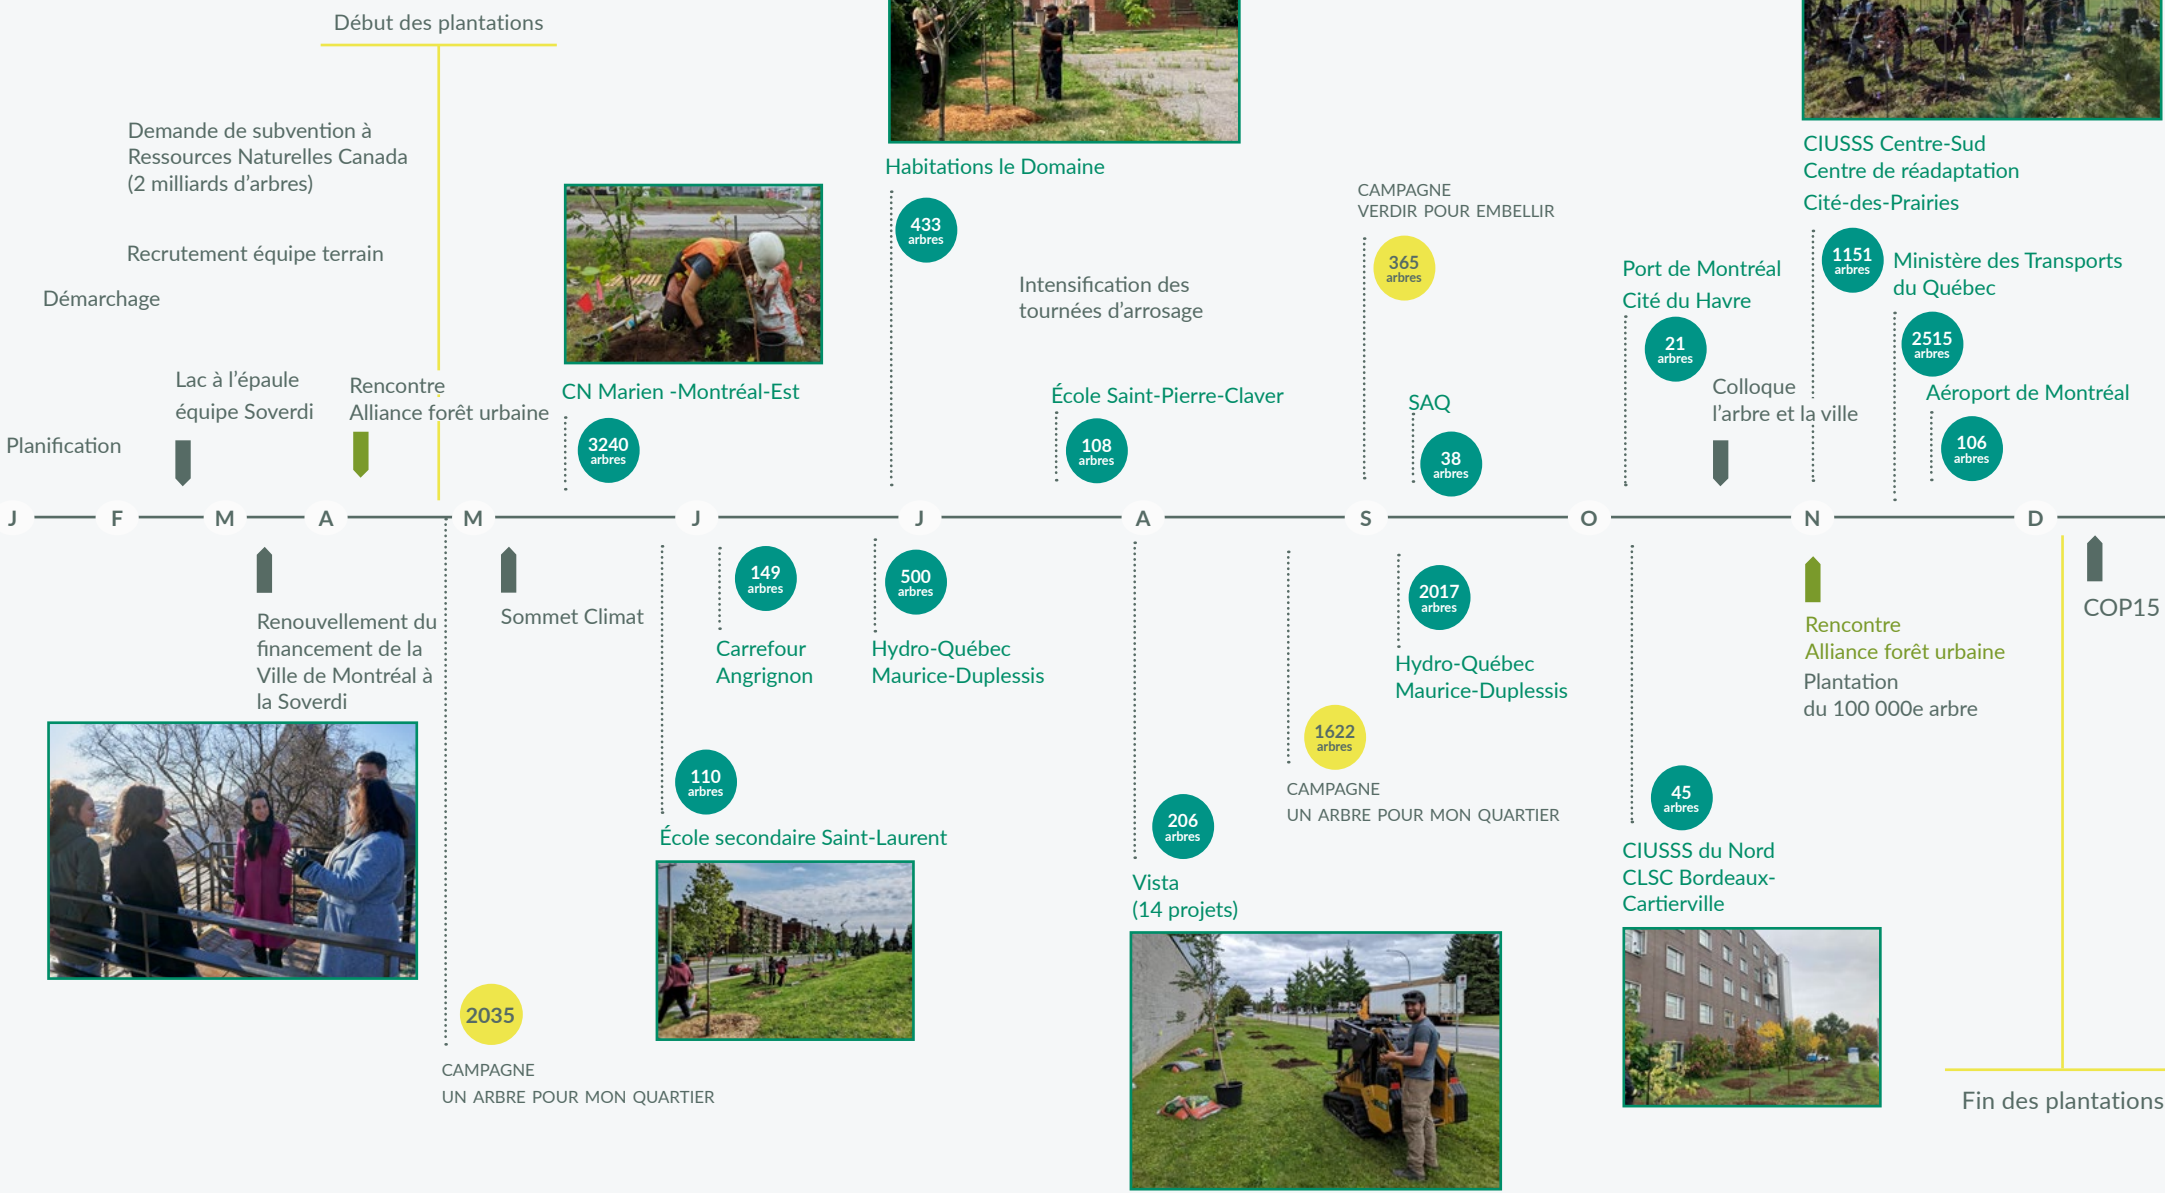 Début des plantations
Demande de subvention à
Ressources Naturelles Canada
(2 milliards d'arbres)
Recrutement équipe terrain
Démarchage
Lac à l'épaule
équipe Soverdi
Rencontre
Alliance forêt urbaine
Planification
CN Marien -Montréal-Est
3240
arbres
Habitations le Domaine
433
arbres
Intensification des
tournées d'arrosage
École Saint-Pierre-Claver
108
arbres
CAMPAGNE
VERDIR POUR EMBELLIR
365
arbres
SAQ
38
arbres
Port de Montréal
Cité du Havre
21
arbres
Colloque
l'arbre et la ville
CIUSSS Centre-Sud
Centre de réadaptation
Cité-des-Prairies
1151
arbres
Ministère des Transports
du Québec
2515
arbres
Aéroport de Montréal
106
arbres
J F M A M J J A S O N D
Renouvellement du
financement de la
Ville de Montréal à
la Soverdi
Sommet Climat
2035
CAMPAGNE
UN ARBRE POUR MON QUARTIER
149
arbres
Carrefour
Angrignon
110
arbres
École secondaire Saint-Laurent
500
arbres
Hydro-Québec
Maurice-Duplessis
206
arbres
Vista
(14 projets)
1622
arbres
CAMPAGNE
UN ARBRE POUR MON QUARTIER
2017
arbres
Hydro-Québec
Maurice-Duplessis
45
arbres
CIUSSS du Nord
CLSC Bordeaux-
Cartierville
Rencontre
Alliance forêt urbaine
Plantation
du 100 000e arbre
COP15
Fin des plantations